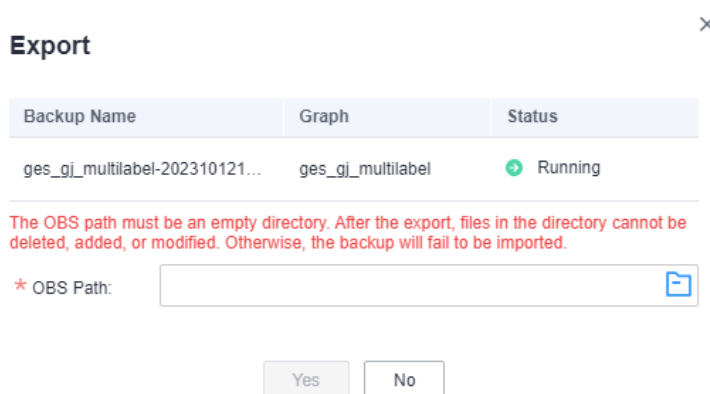 Export
Backup Name Graph Status
ges_gj_multilabel-202310121... ges_gj_multilabel Running
The OBS path must be an empty directory. After the export, files in the directory cannot be
deleted, added, or modified. Otherwise, the backup will fail to be imported.
* OBS Path:
Yes No